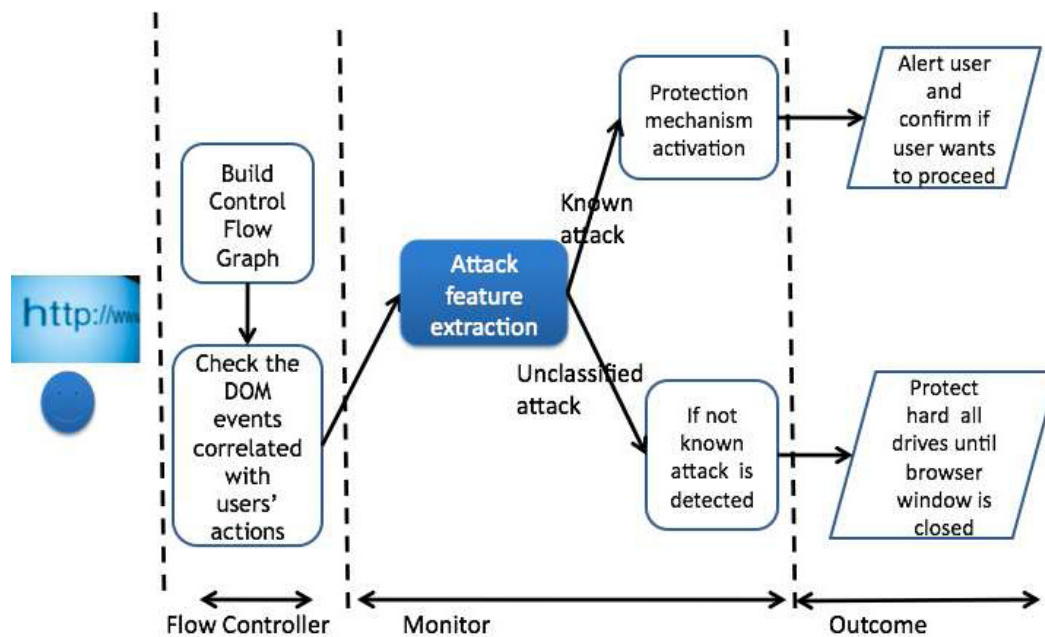 http://www
Build
Control
Flow
Graph
Check the
DOM
events
correlated
with
users'
actions
Flow Controller
Attack
feature
extraction
Known
attack
Unclassified
attack
Protection
mechanism
activation
If not
known
attack is
detected
Monitor
Alert user
and
confirm if
user wants
to proceed
Protect
hard all
drives until
browser
window is
closed
Outcome